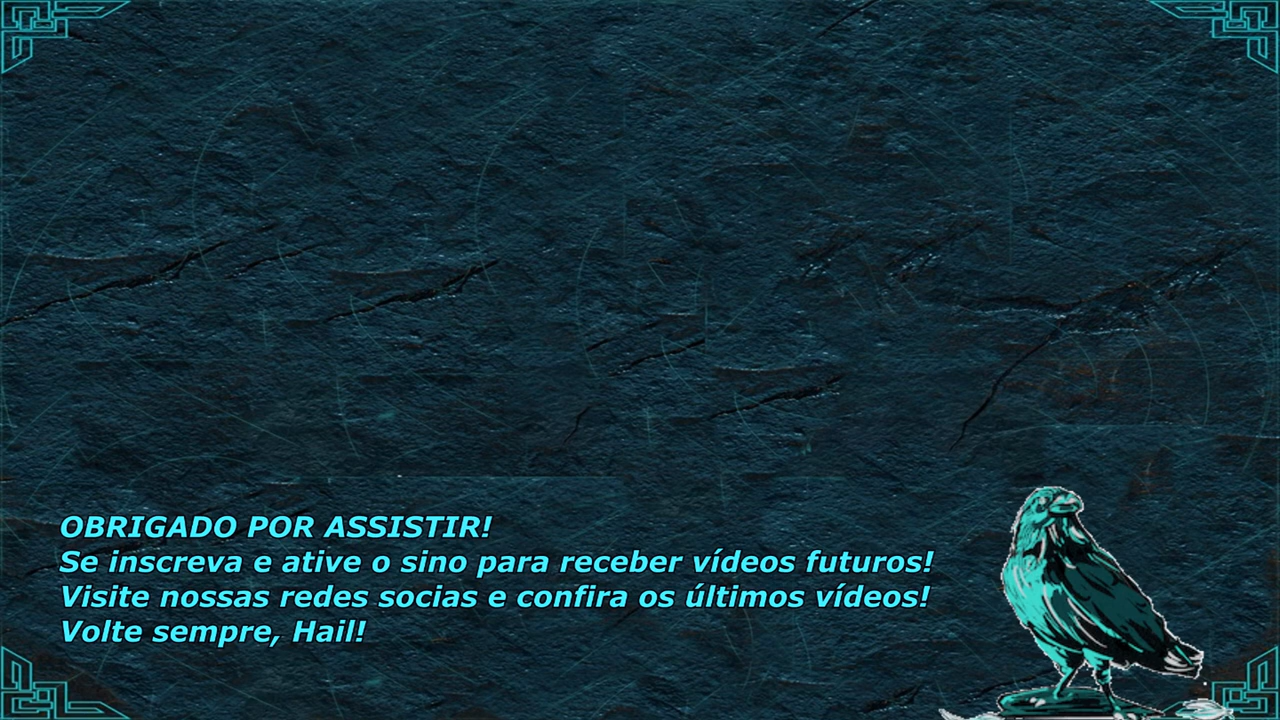 OBRIGADO POR ASSISTIR!
Se inscreva e ative o sino para receber vídeos futuros!
Visite nossas redes socias e confira os últimos vídeos!
Volte sempre, Hail!